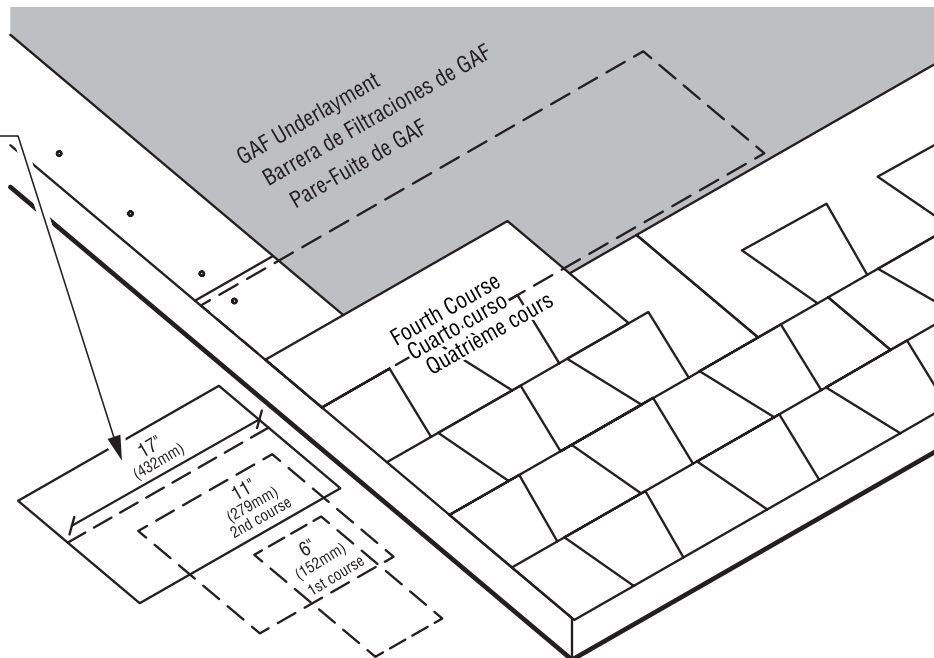 GAF Underlayment
Barrera de Filtraciones de GAF
Pare-Fuite de GAF
Fourth Course
Cuarto curso
Quatrième cours
17"
(432mm)
11"
(279mm)
2nd course
6"
(152mm)
1st course